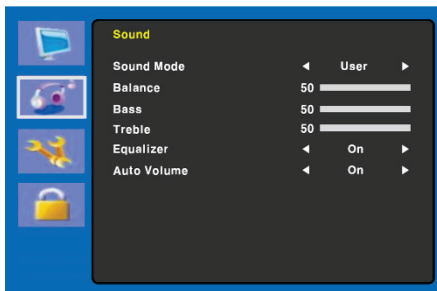 Sound
Sound Mode ◀ User ▶
Balance 50
Bass 50
Treble 50
Equalizer ◀ On ▶
Auto Volume ◀ On ▶